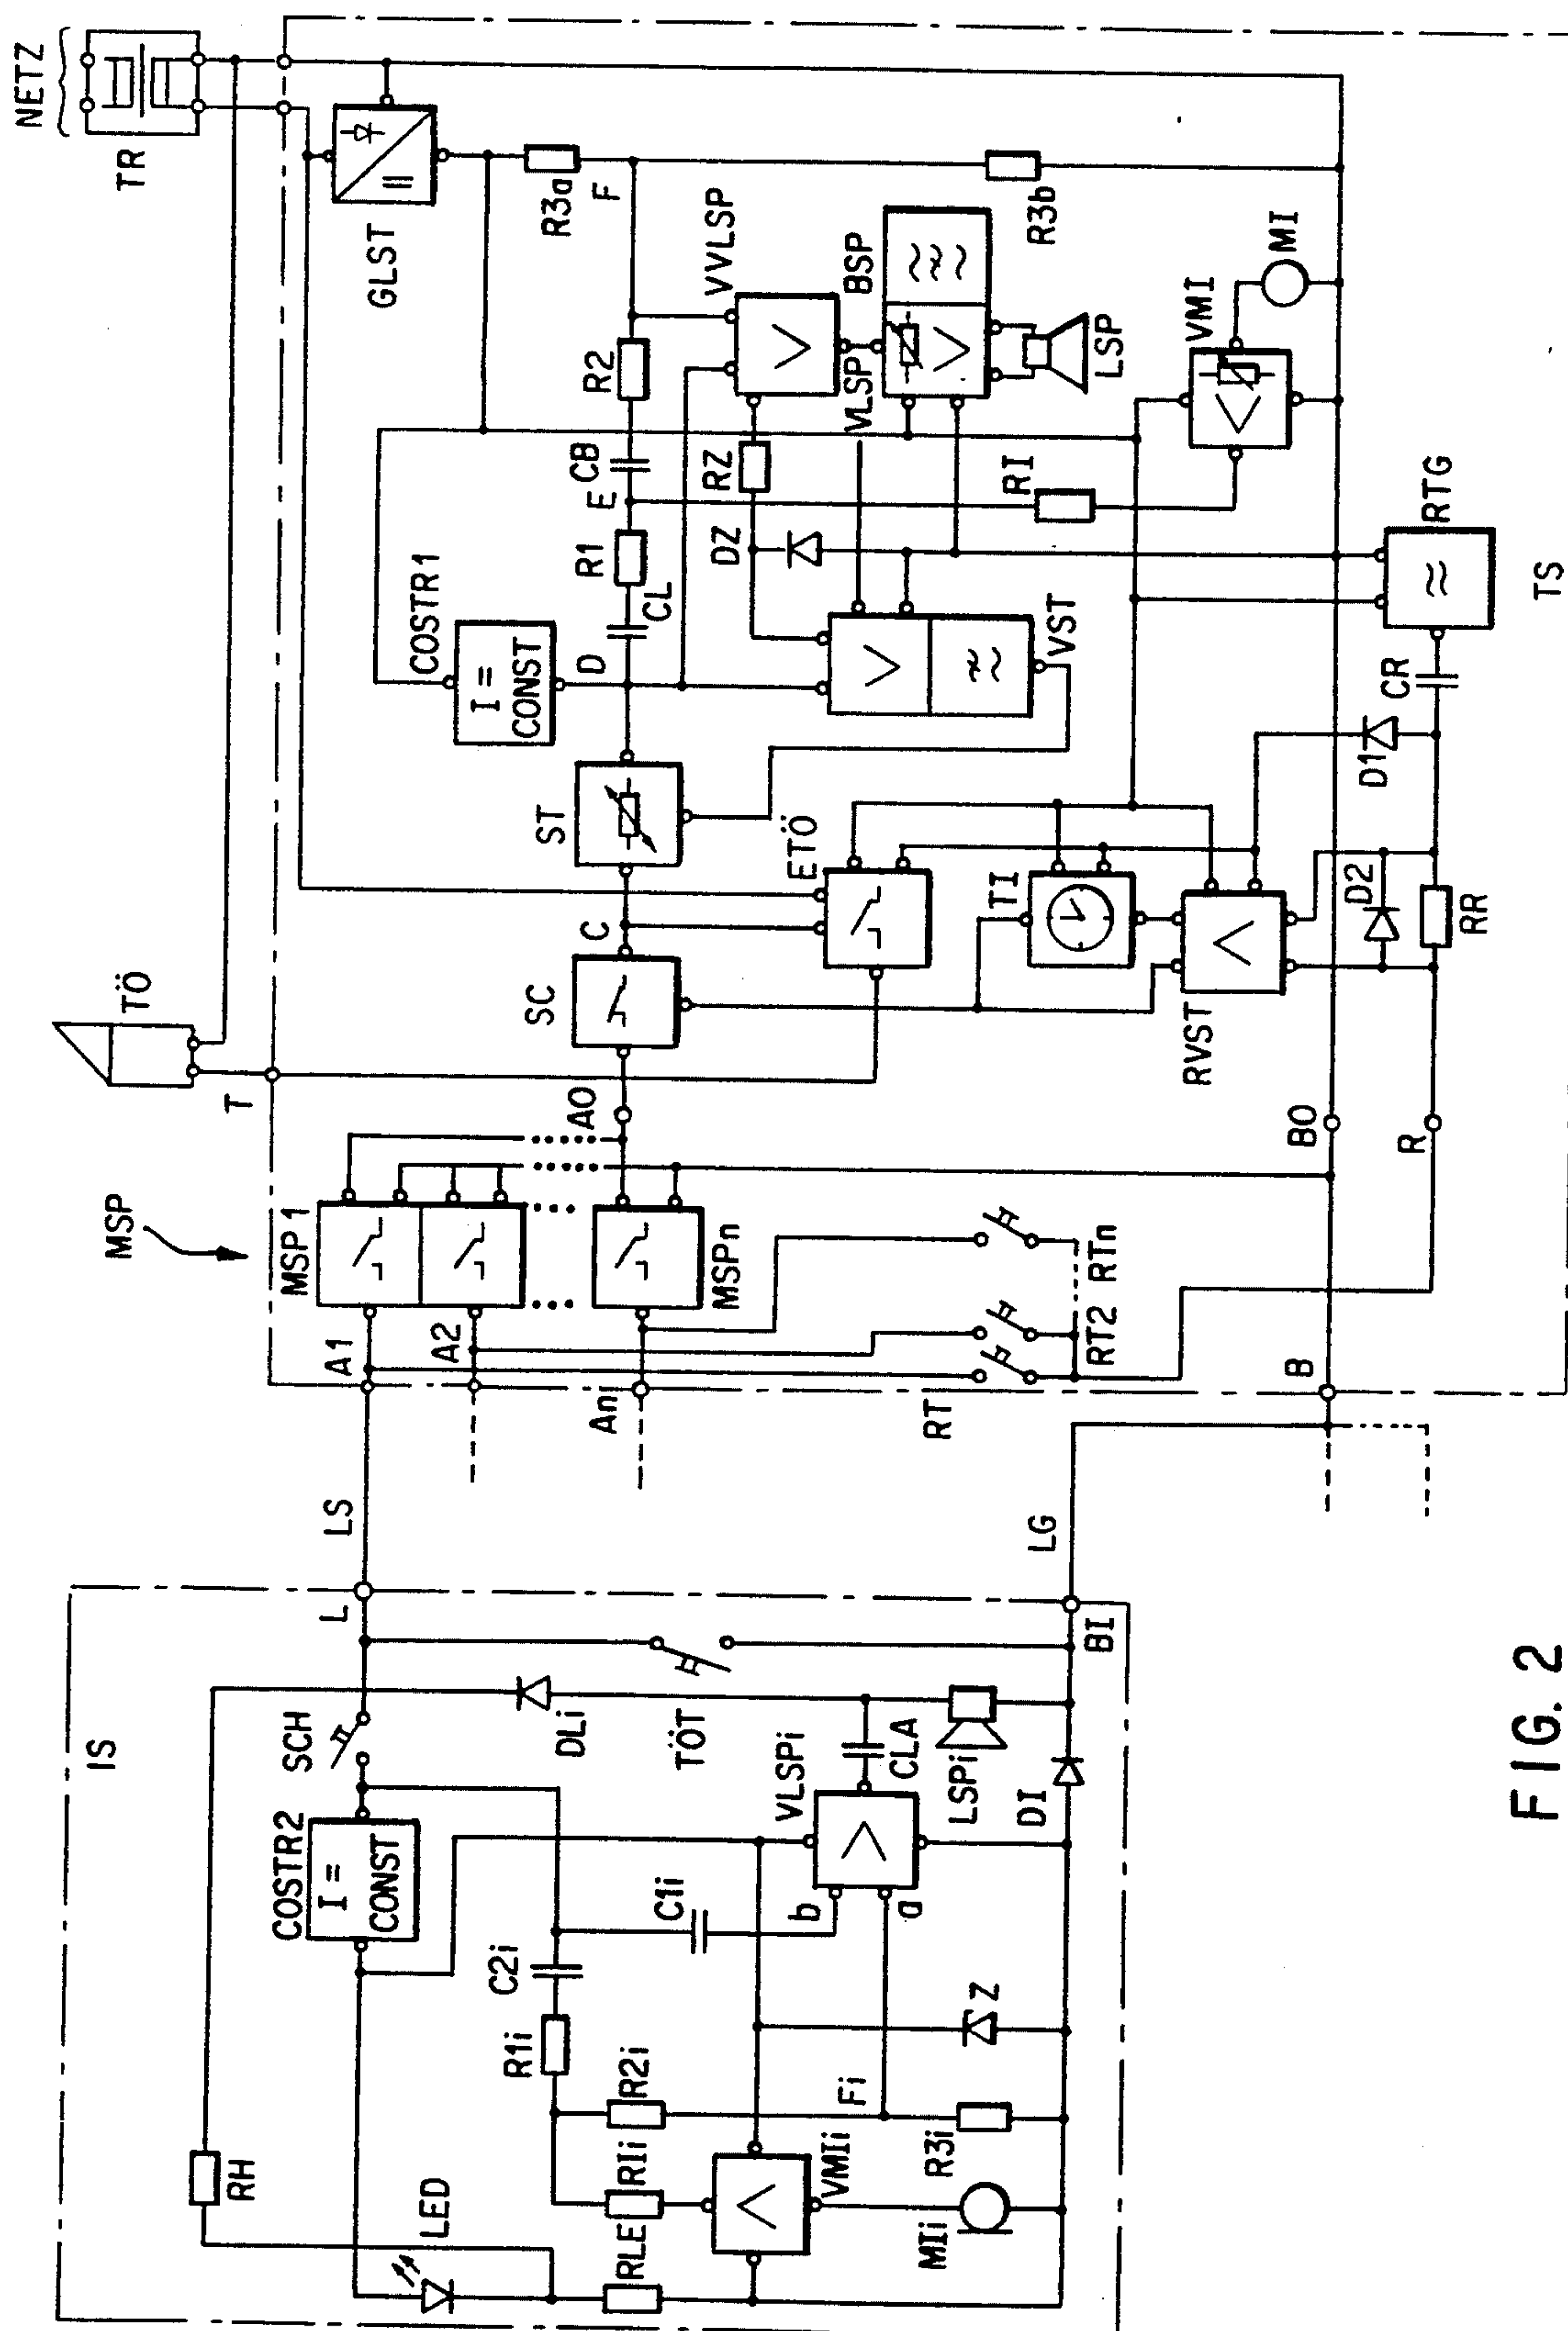 NETZ
TR
TÖ
T
GLST
R3a
F
R3b
VVLSP
BSP
VLSP
LSP
VMI
MI
R2
CB
E
R1
CL
COSTR1
I =
CONST
D
RZ
DZ
RI
RTG
TS
VST
CR
D1
ST
ETÖ
C
SC
TI
D2
RR
RVST
A0
B0
R
MSP
MSP1
MSPn
A1
A2
An
RTn
RT2
RT
B
LS
LG
L
BI
IS
SCH
DLi
TÖT
COSTR2
I =
CONST
VLSPi
CLA
LSPi
DI
C1i
b
a
C2i
R1i
R2i
Fi
Z
R3i
RH
LED
RIi
RLE
VMIi
MIi
FIG. 2